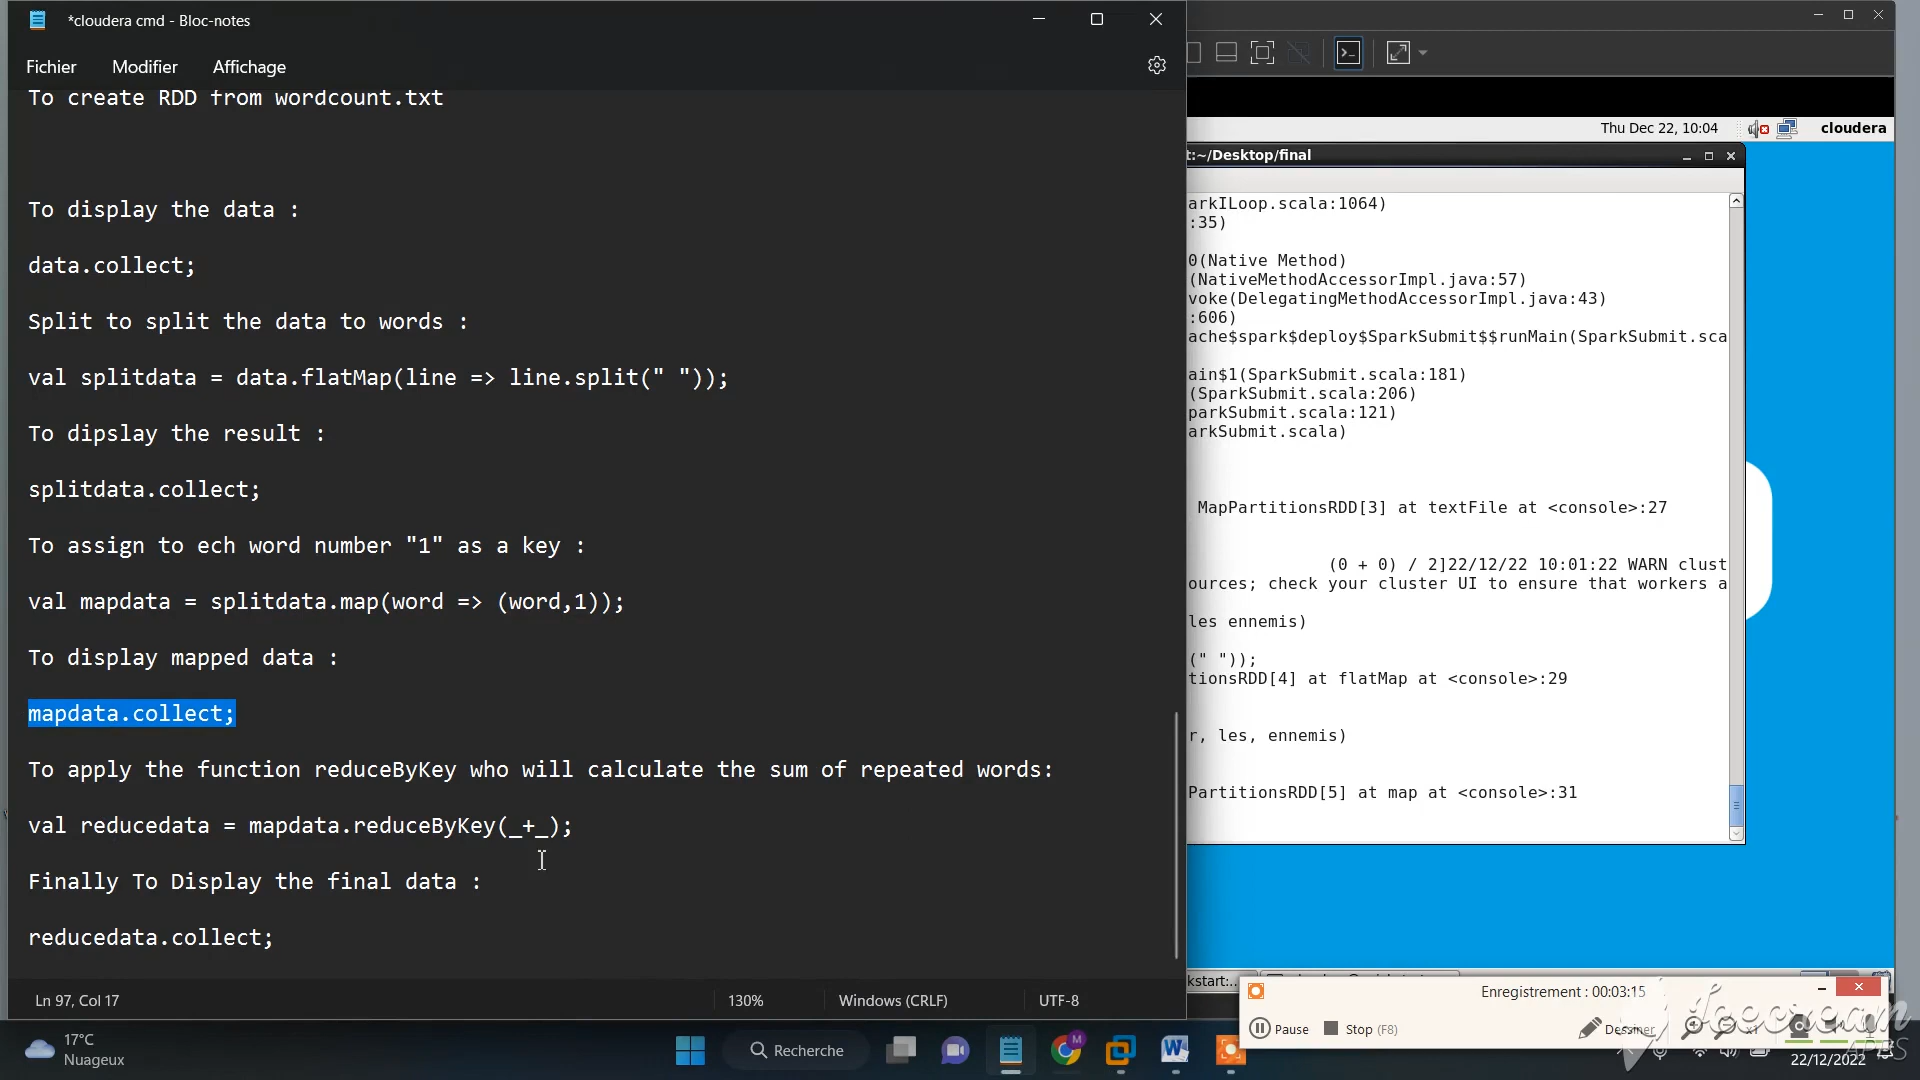 *cloudera cmd - Bloc-notes
Fichier Modifier Affichage
To create RDD from wordcount.txt
To display the data :
data.collect;
Split to split the data to words :
val splitdata = data.flatMap(line => line.split(" "));
To dipslay the result :
splitdata.collect;
To assign to ech word number "1" as a key :
val mapdata = splitdata.map(word => (word,1));
To display mapped data :
mapdata.collect;
To apply the function reduceByKey who will calculate the sum of repeated words:
val reducedata = mapdata.reduceByKey(_+_);
Finally To Display the final data :
reducedata.collect;
Ln 97, Col 17 130% Windows (CRLF) UTF-8
Thu Dec 22, 10:04 cloudera
t:~/Desktop/final
arkILoop.scala:1064)
:35)
0(Native Method)
(NativeMethodAccessorImpl.java:57)
voke(DelegatingMethodAccessorImpl.java:43)
:606)
ache$spark$deploy$SparkSubmit$$runMain(SparkSubmit.sca
ain$1(SparkSubmit.scala:181)
(SparkSubmit.scala:206)
parkSubmit.scala:121)
arkSubmit.scala)
MapPartitionsRDD[3] at textFile at <console>:27
(0 + 0) / 2]22/12/22 10:01:22 WARN clust
ources; check your cluster UI to ensure that workers a
les ennemis)
(" "));
tionsRDD[4] at flatMap at <console>:29
r, les, ennemis)
PartitionsRDD[5] at map at <console>:31
kstart:..
Enregistrement : 00:03:15
Pause Stop (F8) Dessiner x1
Icecream
APPS
17°C
Nuageux
Recherche
22/12/2022